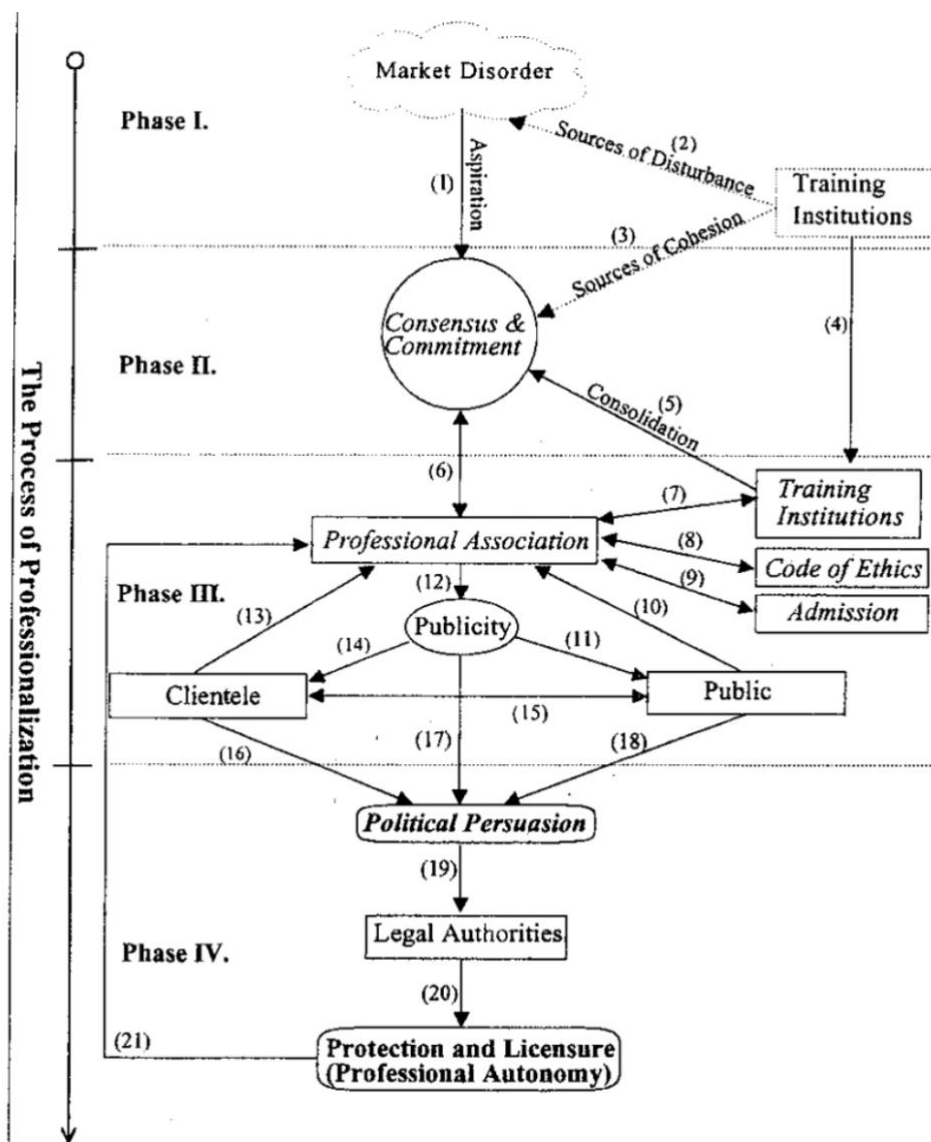 The Process of Professionalization
Market Disorder
Phase I.
(1)
Aspiration
(2)
Sources of Disturbance
Training
Institutions
(3)
Sources of Cohesion
Consensus &
Commitment
(4)
Phase II.
(5)
Consolidation
(6)
(7)
Training
Institutions
Professional Association
(8)
Code of Ethics
(9)
Admission
Phase III.
(12)
(13)
(10)
Publicity
(14)
(11)
Clientele
Public
(15)
(16)
(17)
(18)
Political Persuasion
(19)
Legal Authorities
Phase IV.
(20)
(21)
Protection and Licensure
(Professional Autonomy)